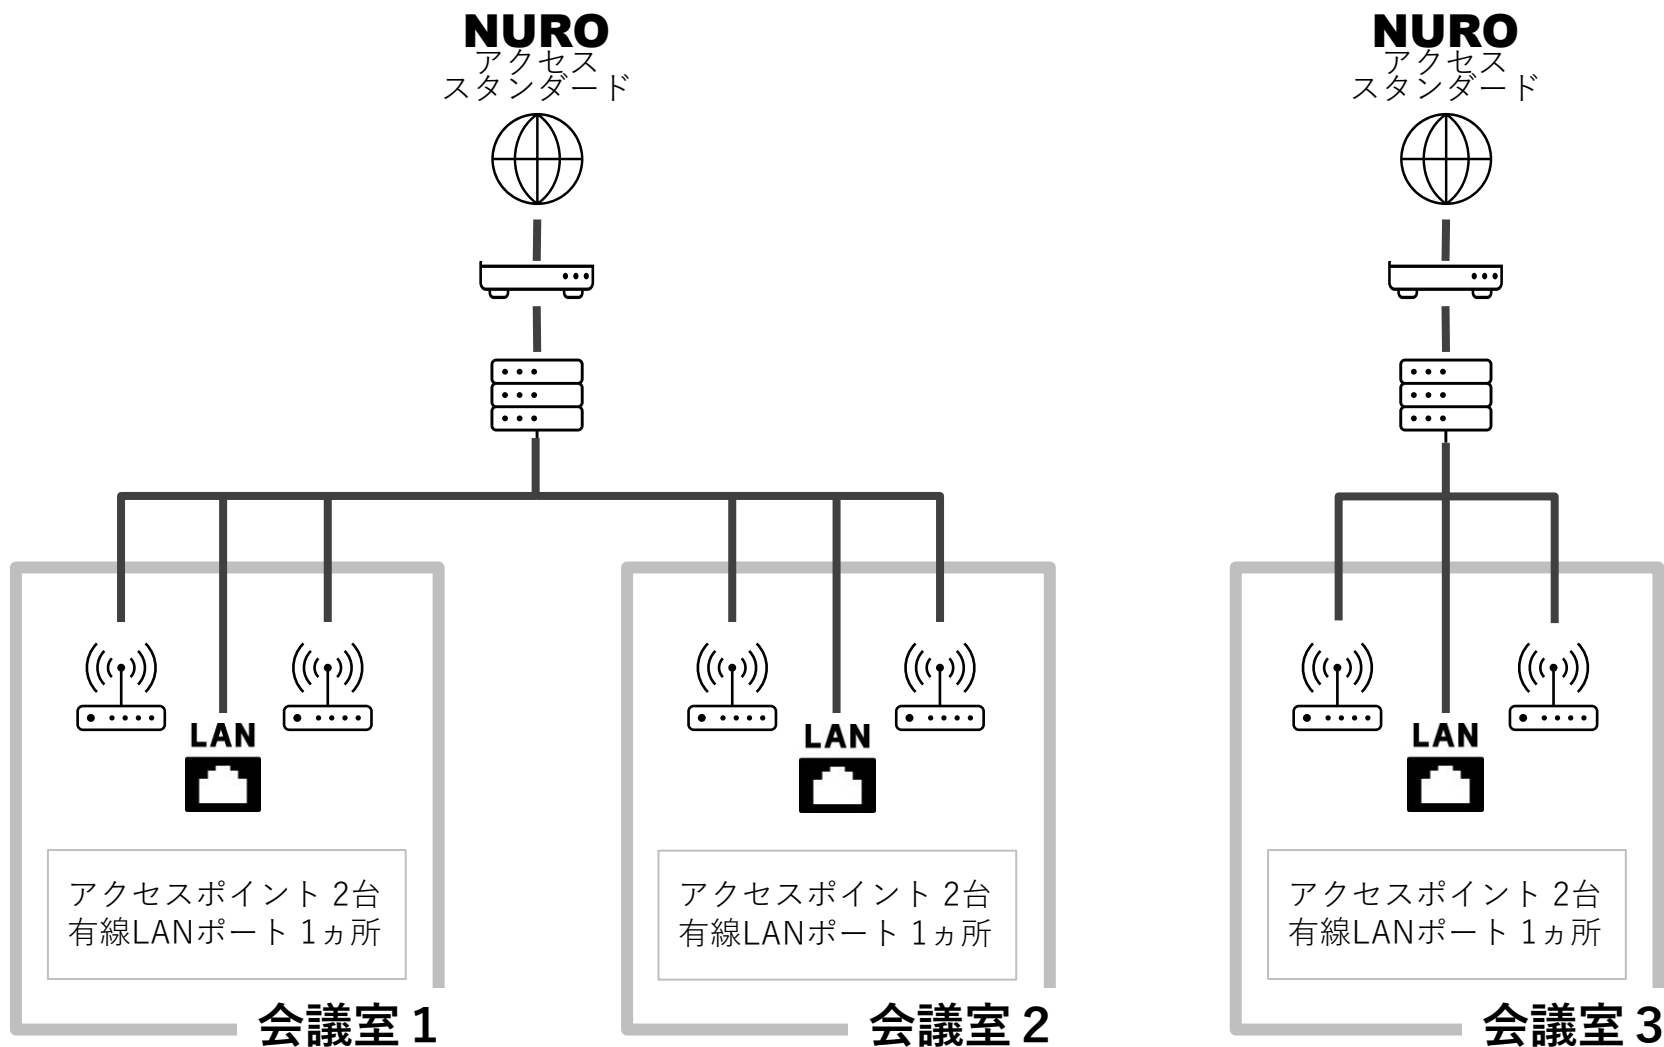 NURO
アクセス
スタンダード
NURO
アクセス
スタンダード
LAN
LAN
LAN
アクセスポイント 2台
有線LANポート 1ヵ所
アクセスポイント 2台
有線LANポート 1ヵ所
アクセスポイント 2台
有線LANポート 1ヵ所
会議室1
会議室2
会議室3